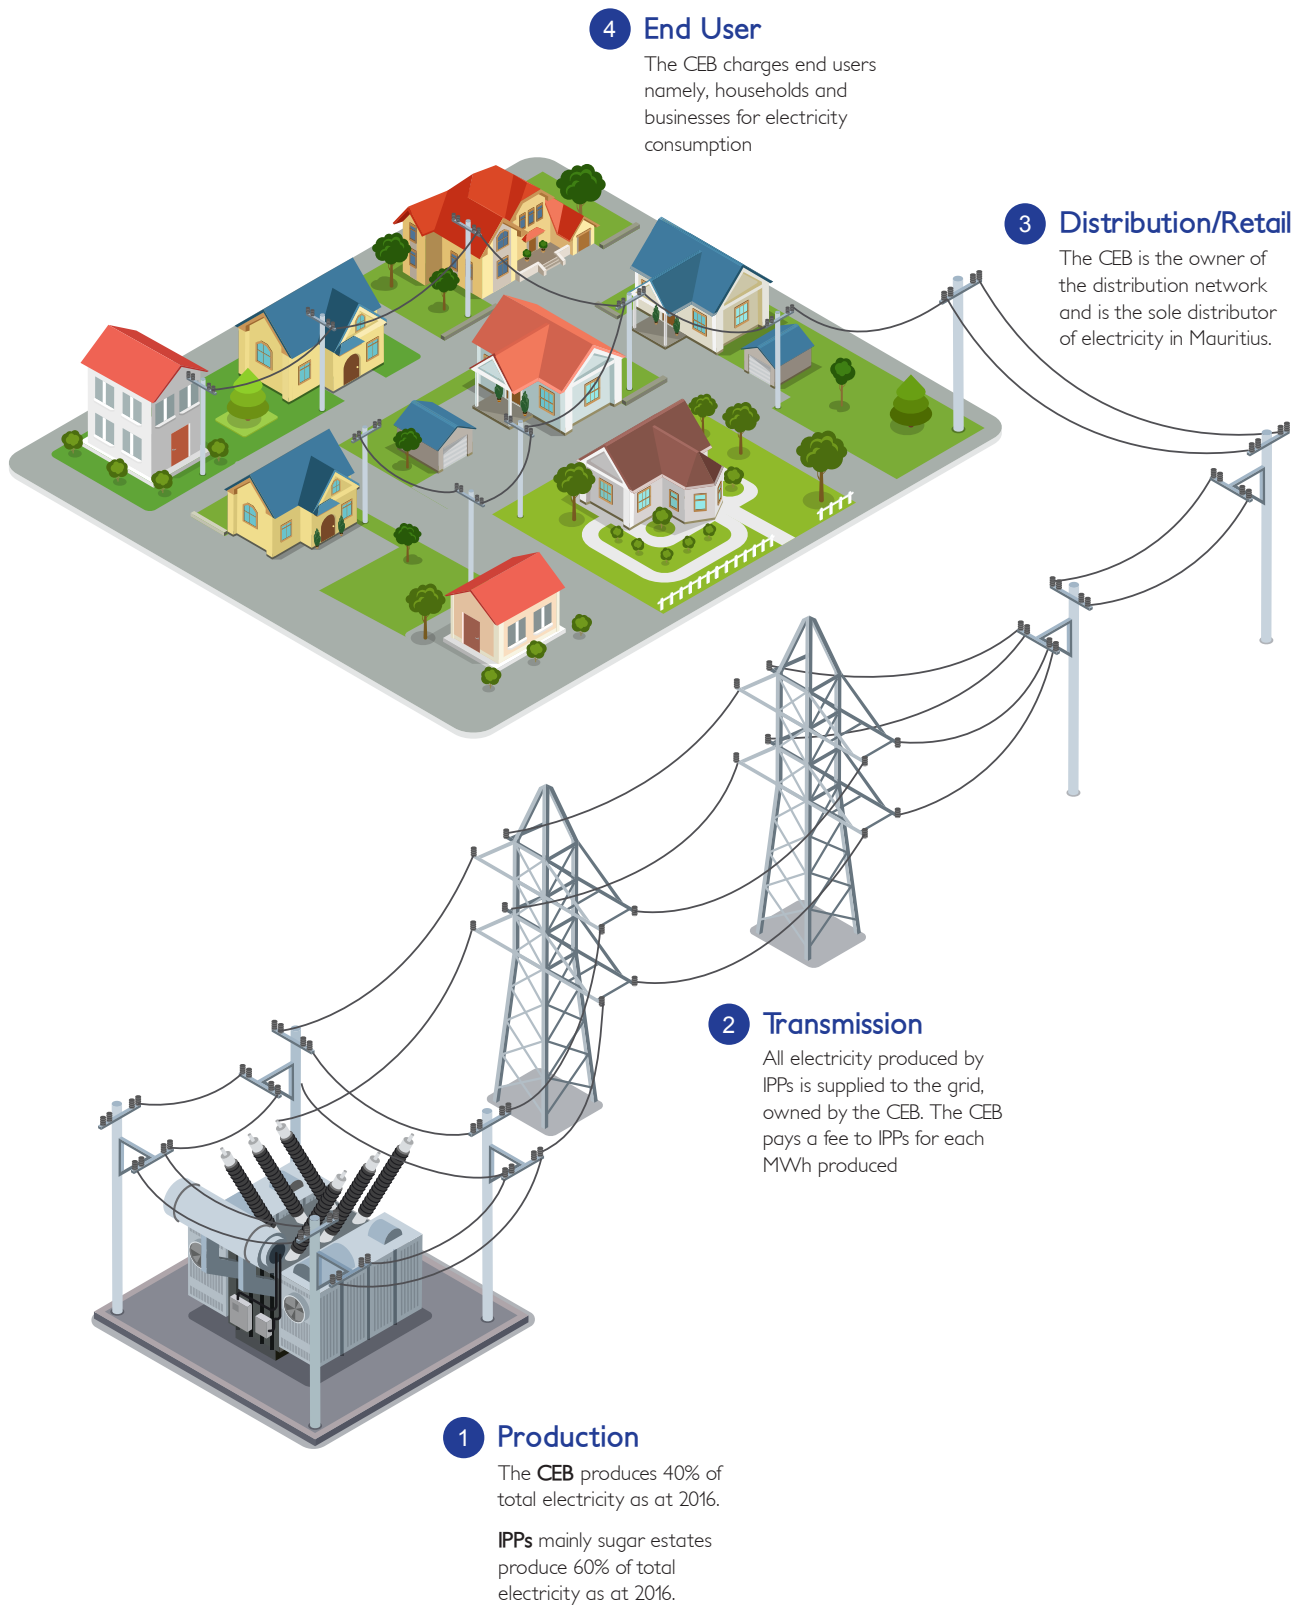 4 End User
The CEB charges end users
namely, households and
businesses for electricity
consumption
3 Distribution/Retail
The CEB is the owner of
the distribution network
and is the sole distributor
of electricity in Mauritius.
2 Transmission
All electricity produced by
IPPs is supplied to the grid,
owned by the CEB. The CEB
pays a fee to IPPs for each
MWh produced
1 Production
The CEB produces 40% of
total electricity as at 2016.
IPPs mainly sugar estates
produce 60% of total
electricity as at 2016.